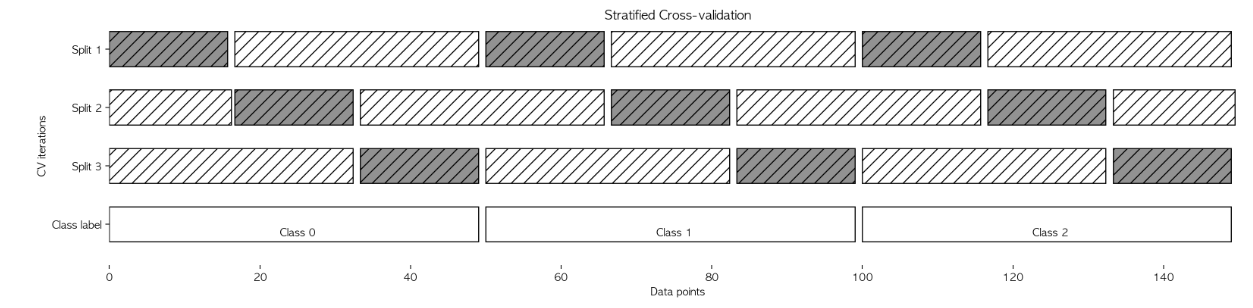 Stratified Cross-validation
Split 1
Split 2
CV iterations
Split 3
Class label
Class 0 Class 1 Class 2
0 20 40 60 80 100 120 140
Data points